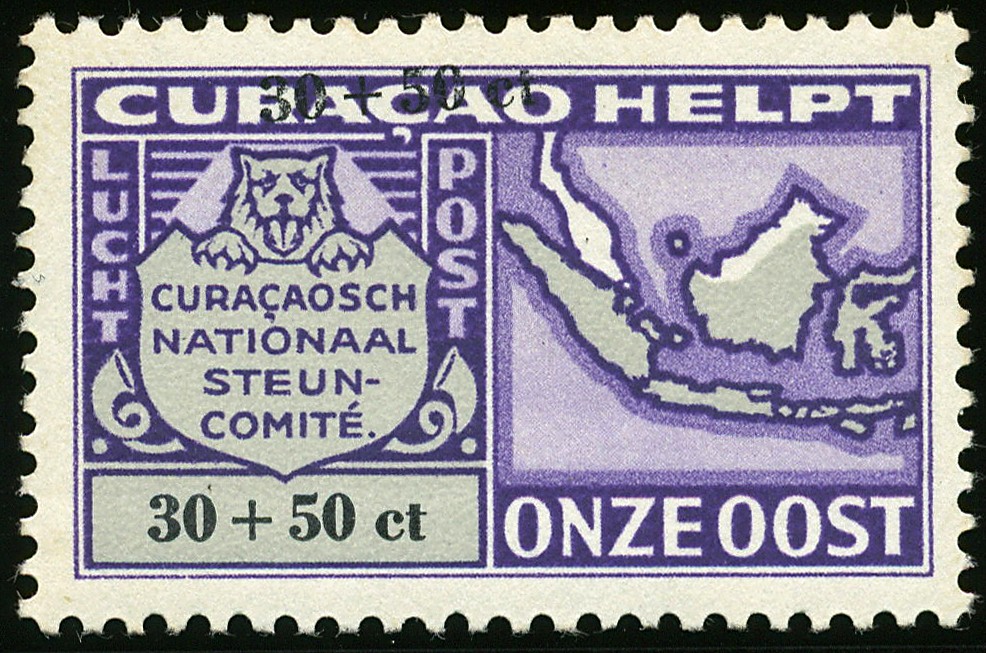 30 + 50 ct
CURAÇAO HELPT
LUCHT
POST
CURAÇAOSCH
NATIONAAL
STEUN-
COMITÉ.
30 + 50 ct
ONZE OOST